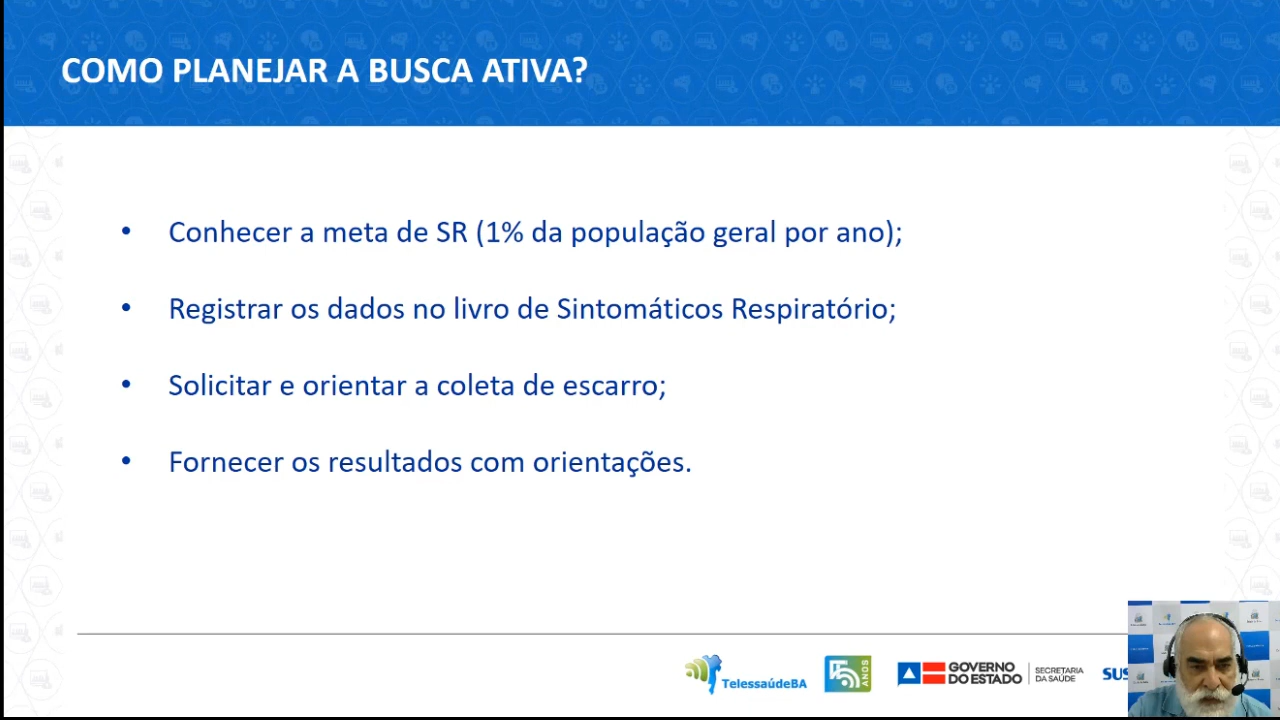 COMO PLANEJAR A BUSCA ATIVA?
• Conhecer a meta de SR (1% da população geral por ano);
• Registrar os dados no livro de Sintomáticos Respiratório;
• Solicitar e orientar a coleta de escarro;
• Fornecer os resultados com orientações.
TelessaúdeBA
15 ANOS
GOVERNO DO ESTADO
SECRETARIA DA SAÚDE
SUS